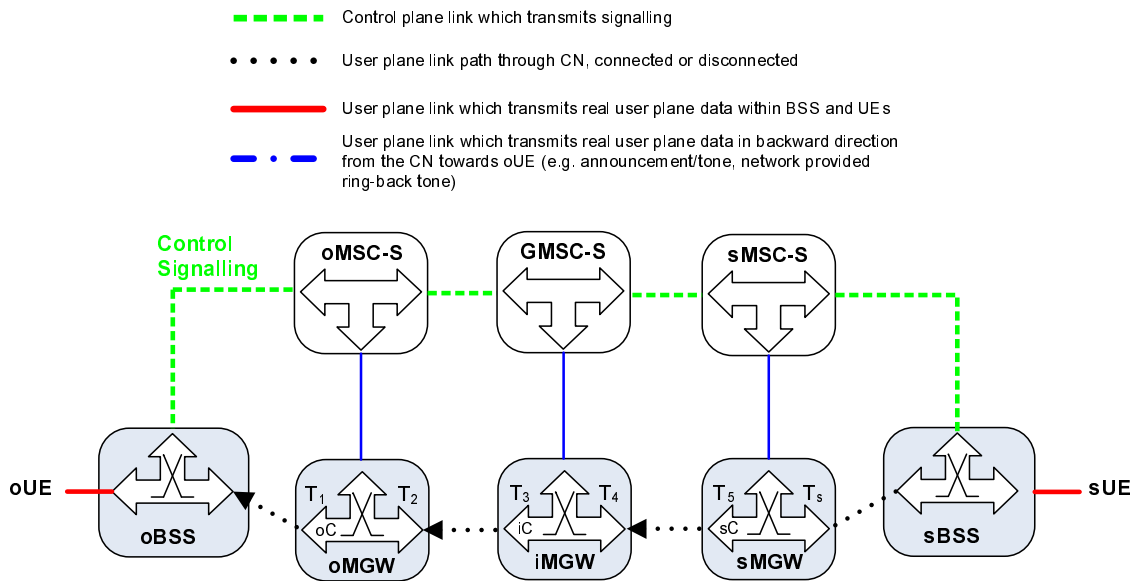 Control plane link which transmits signalling
User plane link path through CN, connected or disconnected
User plane link which transmits real user plane data within BSS and UEs
User plane link which transmits real user plane data in backward direction
from the CN towards oUE (e.g. announcement/tone, network provided
ring-back tone)
Control
Signalling
oMSC-S
GMSC-S
sMSC-S
oUE
oBSS
T1
T2
oC
oMGW
T3
T4
iC
iMGW
T5
Ts
sC
sMGW
sBSS
sUE